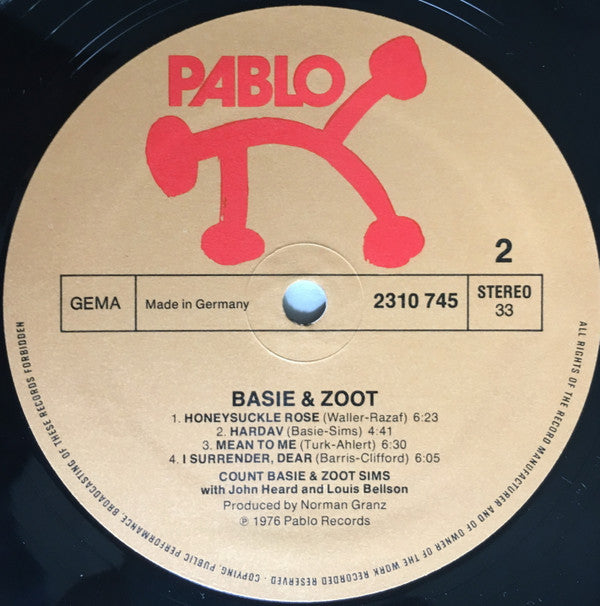 PABLO
2
GEMA
Made in Germany
2310 745
STEREO
33
BASIE & ZOOT
1. HONEYSUCKLE ROSE (Waller-Razaf) 6:23
2. HARDAV (Basie-Sims) 4:41
3. MEAN TO ME (Turk-Ahlert) 6:30
4. I SURRENDER, DEAR (Barris-Clifford) 6:05
COUNT BASIE & ZOOT SIMS
with John Heard and Louis Bellson
Produced by Norman Granz
℗ 1976 Pablo Records
ALL RIGHTS OF THE RECORD MANUFACTURER AND OF OWNER OF THE WORK RECORDED RESERVED · COPYING, PUBLIC PERFORMANCE, BROADCASTING OF THESE RECORDS FORBIDDEN